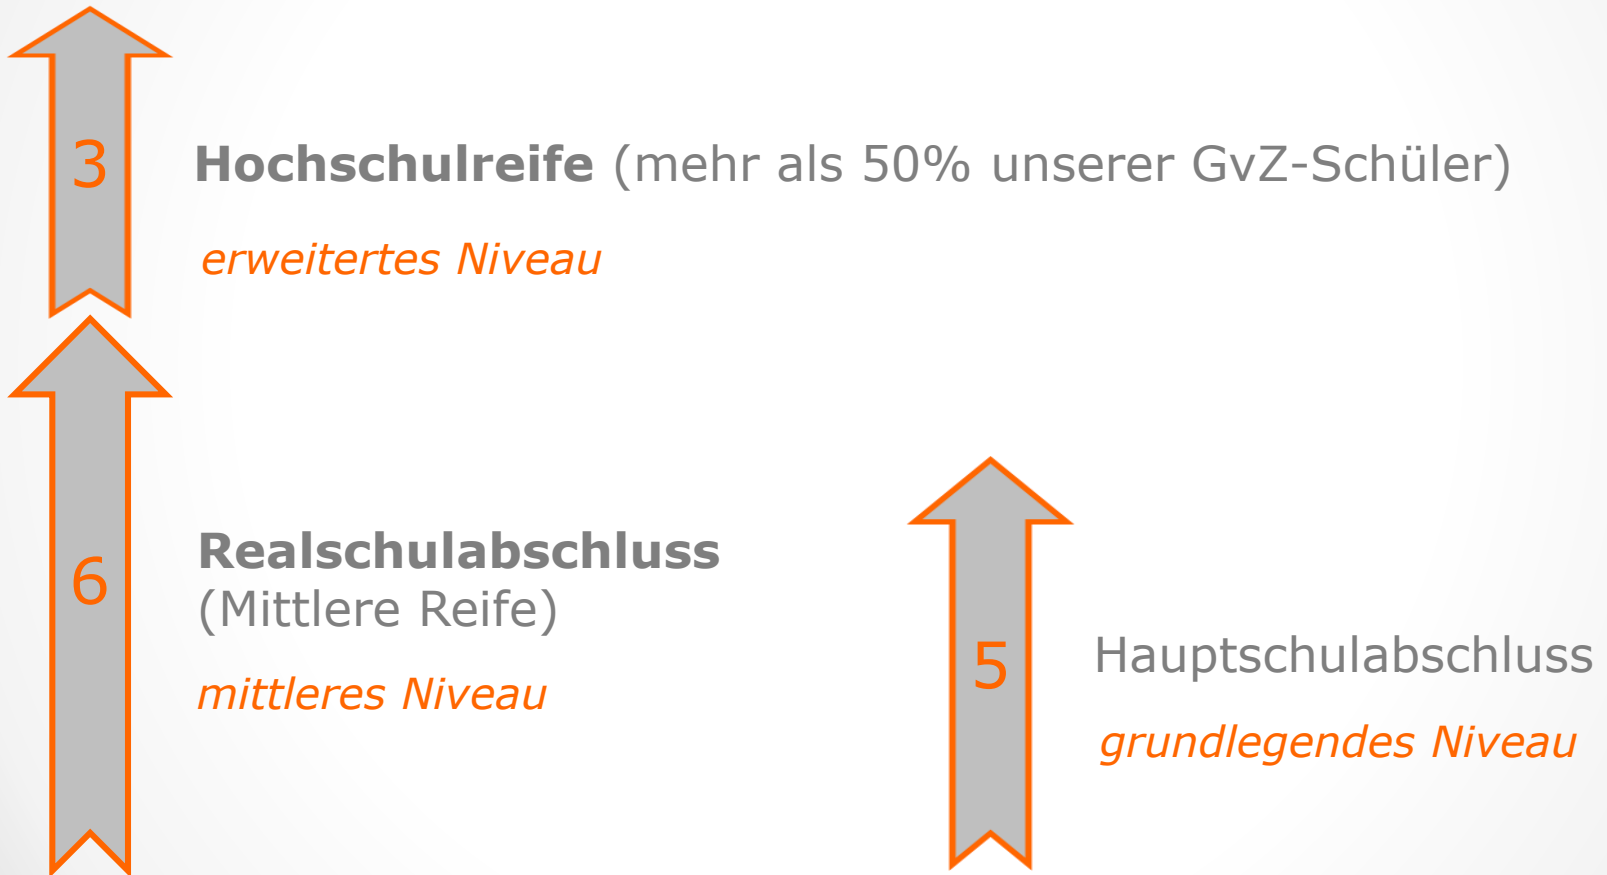 3
Hochschulreife (mehr als 50% unserer GvZ-Schüler)
erweitertes Niveau
6
Realschulabschluss
(Mittlere Reife)
mittleres Niveau
5
Hauptschulabschluss
grundlegendes Niveau